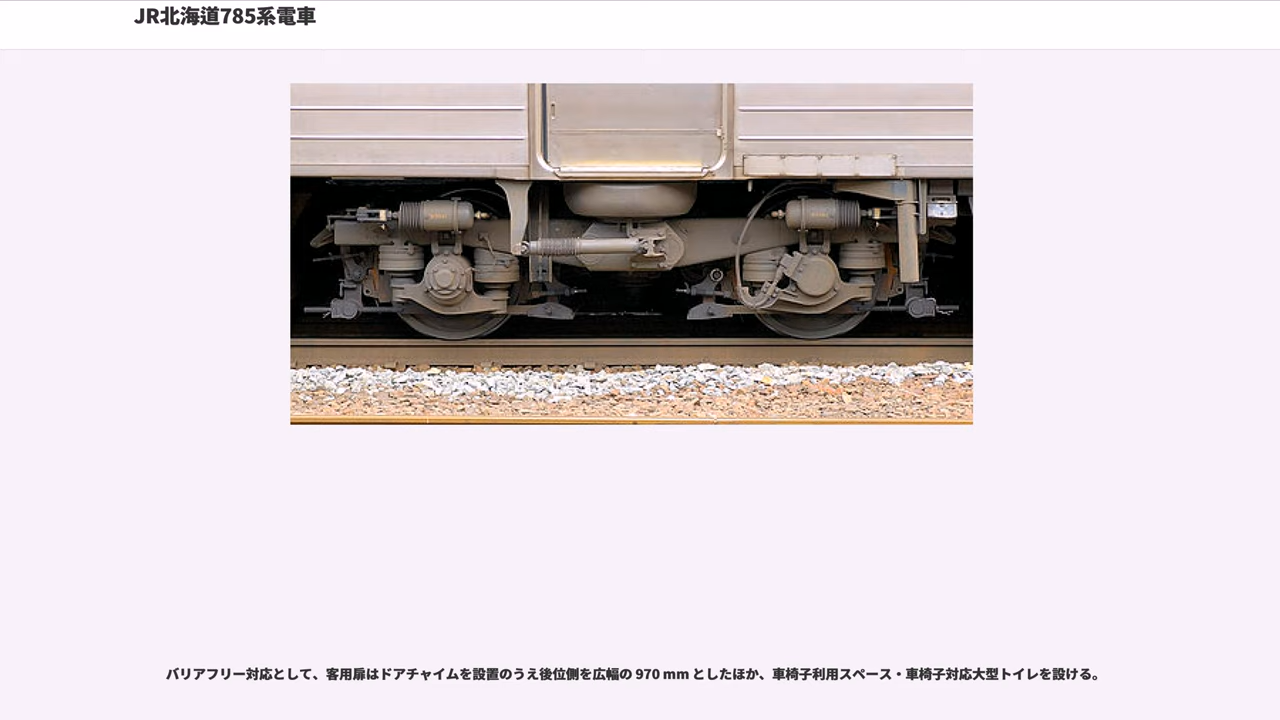 JR北海道785系電車
バリアフリー対応として、客用扉はドアチャイムを設置のうえ後位側を広幅の 970 mm としたほか、車椅子利用スペース・車椅子対応大型トイレを設ける。